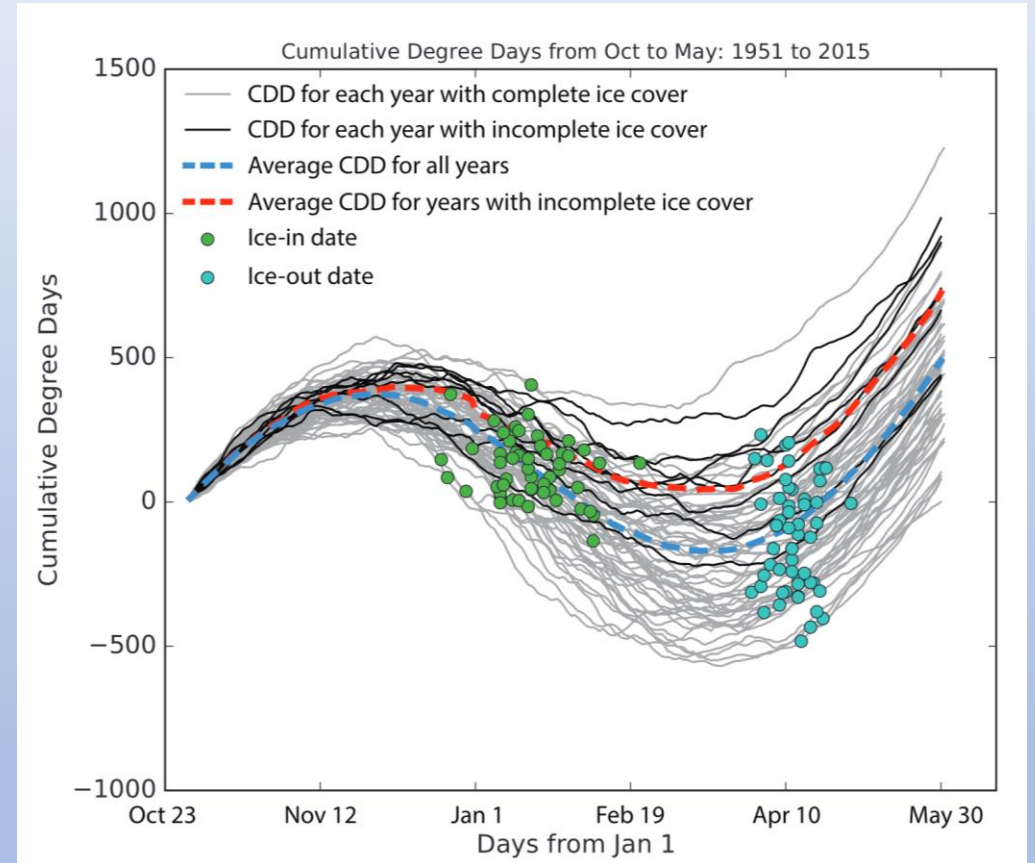 Cumulative Degree Days from Oct to May: 1951 to 2015
1500
1000
500
0
−500
−1000
Cumulative Degree Days
CDD for each year with complete ice cover
CDD for each year with incomplete ice cover
Average CDD for all years
Average CDD for years with incomplete ice cover
Ice-in date
Ice-out date
Oct 23 Nov 12 Jan 1 Feb 19 Apr 10 May 30
Days from Jan 1